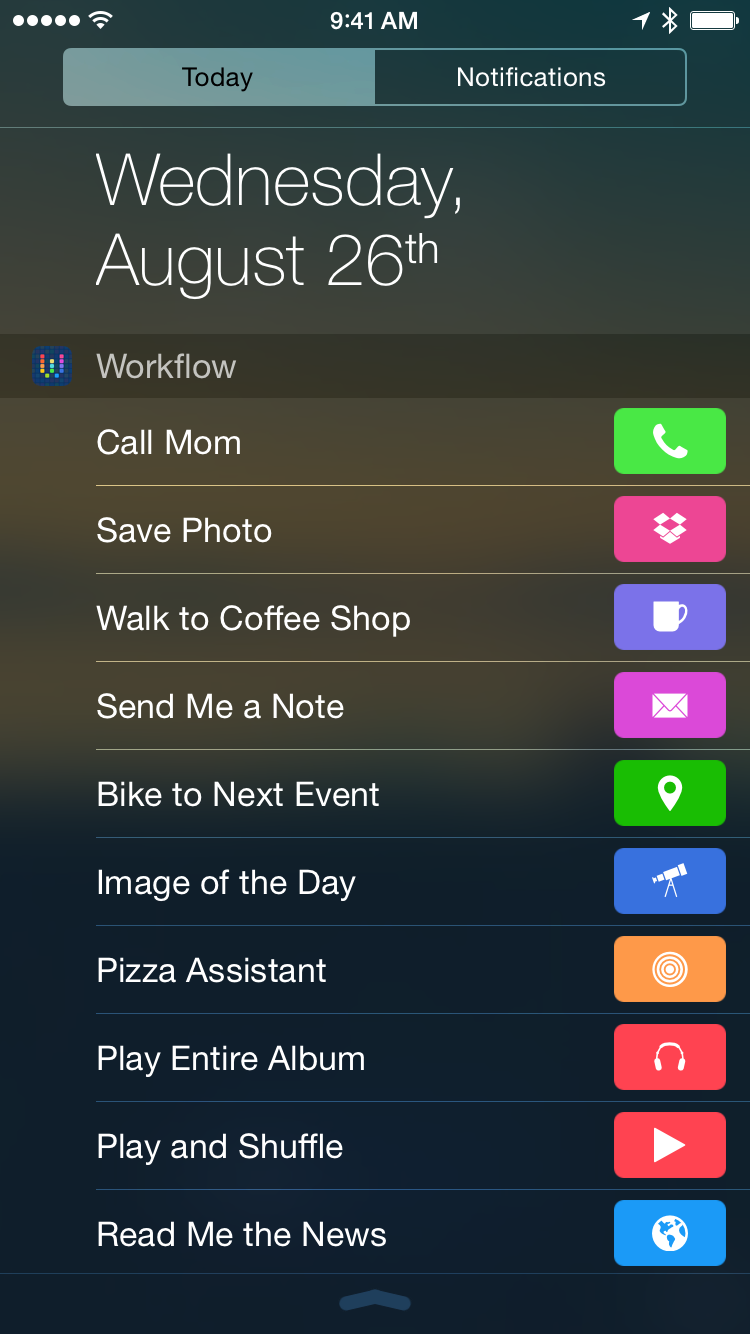 9:41 AM
Today
Notifications
Wednesday,
August 26th
Workflow
Call Mom
Save Photo
Walk to Coffee Shop
Send Me a Note
Bike to Next Event
Image of the Day
Pizza Assistant
Play Entire Album
Play and Shuffle
Read Me the News